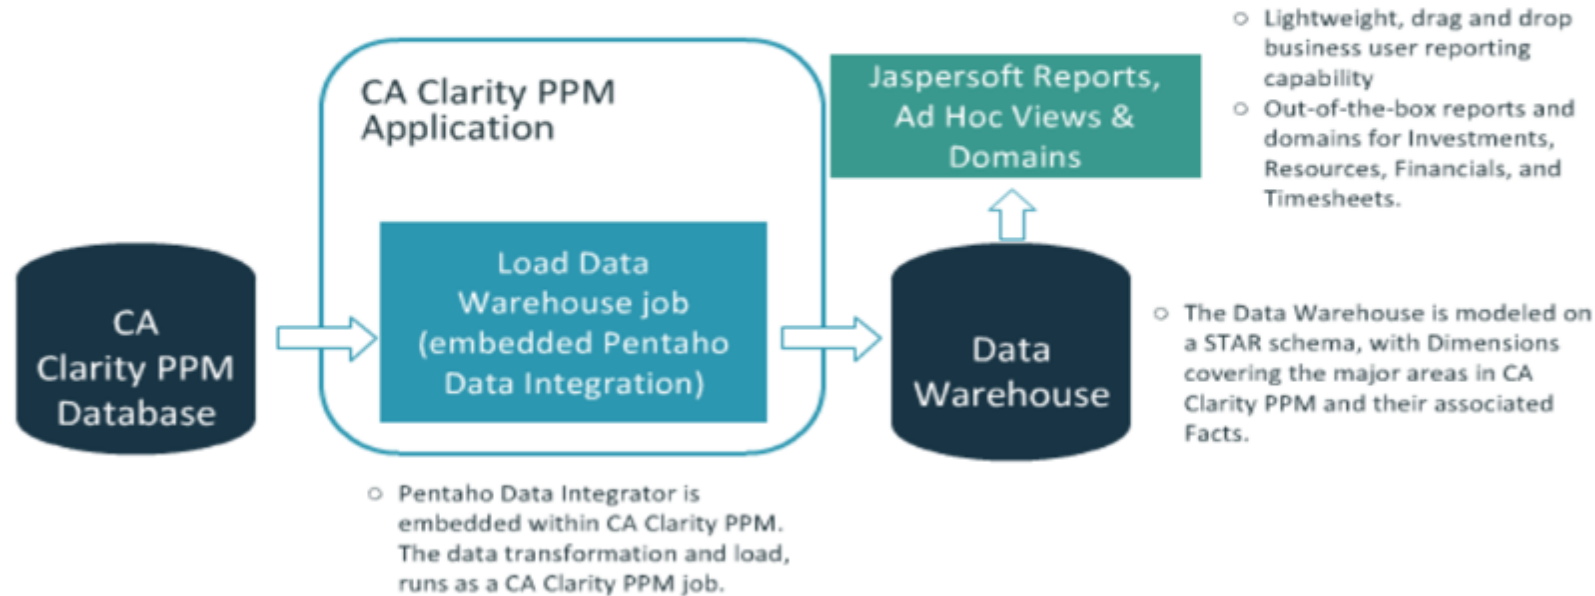 CA
Clarity PPM
Database
CA Clarity PPM
Application
Load Data
Warehouse job
(embedded Pentaho
Data Integration)
○ Pentaho Data Integrator is
embedded within CA Clarity PPM.
The data transformation and load,
runs as a CA Clarity PPM job.
Jaspersoft Reports,
Ad Hoc Views &
Domains
○ Lightweight, drag and drop
business user reporting
capability
○ Out-of-the-box reports and
domains for Investments,
Resources, Financials, and
Timesheets.
Data
Warehouse
○ The Data Warehouse is modeled on
a STAR schema, with Dimensions
covering the major areas in CA
Clarity PPM and their associated
Facts.